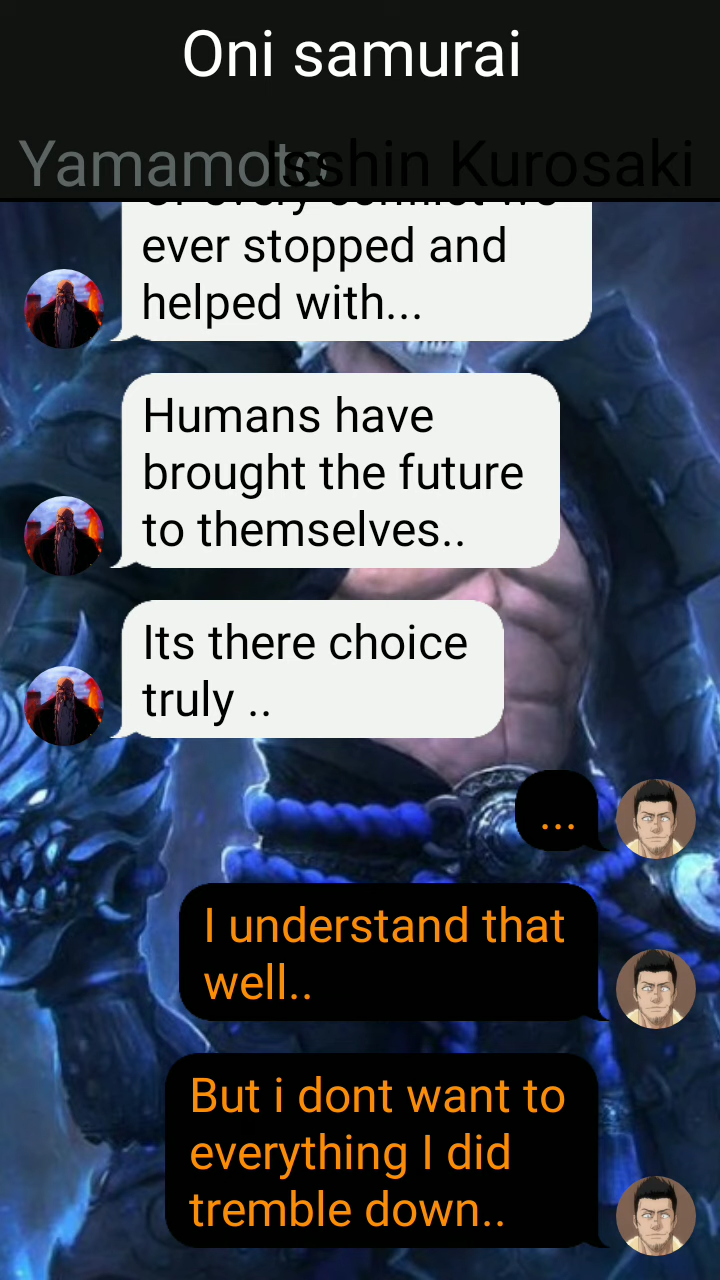 Oni samurai
Yamamoto Isshin Kurosaki
ever stopped and
helped with...
Humans have
brought the future
to themselves..
Its there choice
truly ..
...
I understand that
well..
But i dont want to
everything I did
tremble down..